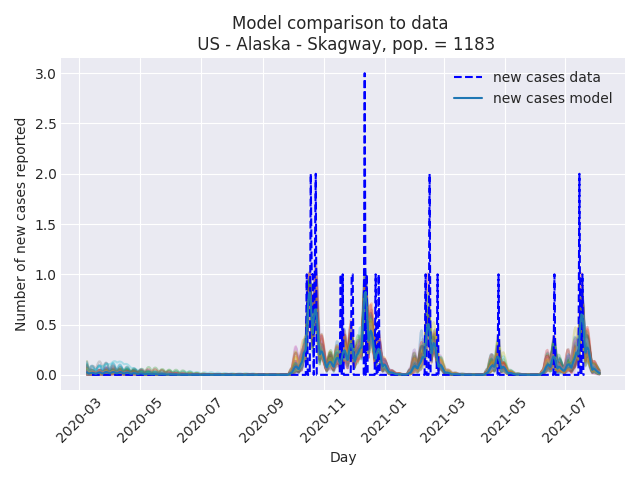 Model comparison to data
US - Alaska - Skagway, pop. = 1183
new cases data
new cases model
Number of new cases reported
3.0
2.5
2.0
1.5
1.0
0.5
0.0
2020-03
2020-05
2020-07
2020-09
2020-11
2021-01
2021-03
2021-05
2021-07
Day